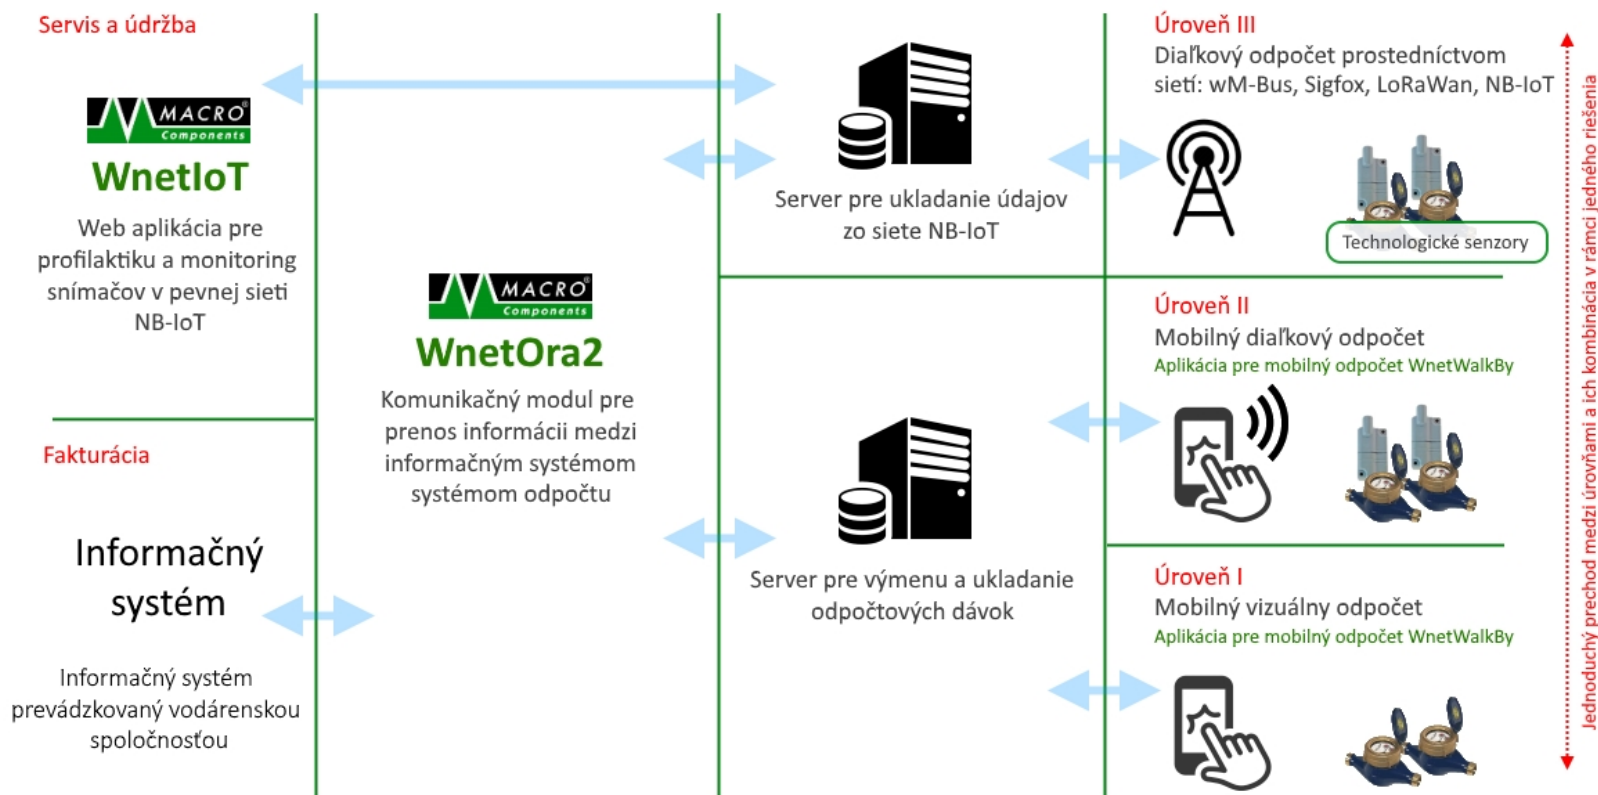 Servis a údržba
MACRO®
Components
WnetIoT
Web aplikácia pre
profilaktiku a monitoring
snímačov v pevnej sieti
NB-IoT
Fakturácia
Informačný
systém
Informačný systém
prevádzkovaný vodárenskou
spoločnosťou
MACRO®
Components
WnetOra2
Komunikačný modul pre
prenos informácii medzi
informačným systémom
systémom odpočtu
Server pre ukladanie údajov
zo siete NB-IoT
Server pre výmenu a ukladanie
odpočtových dávok
Úroveň III
Diaľkový odpočet prostedníctvom
sietí: wM-Bus, Sigfox, LoRaWan, NB-IoT
Technologické senzory
Úroveň II
Mobilný diaľkový odpočet
Aplikácia pre mobilný odpočet WnetWalkBy
Úroveň I
Mobilný vizuálny odpočet
Aplikácia pre mobilný odpočet WnetWalkBy
Jednoduchý prechod medzi úrovňami a ich kombinácia v rámci jedného riešenia